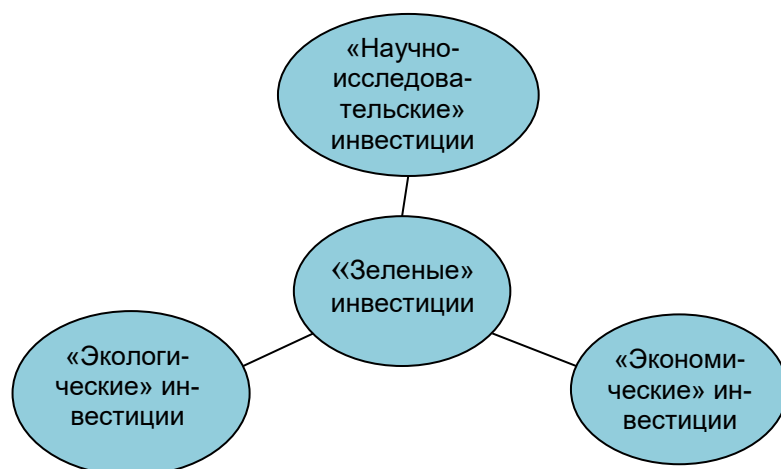 «Научно-
исследова-
тельские»
инвестиции
«Зеленые»
инвестиции
«Экологи-
ческие» ин-
вестиции
«Экономи-
ческие» ин-
вестиции